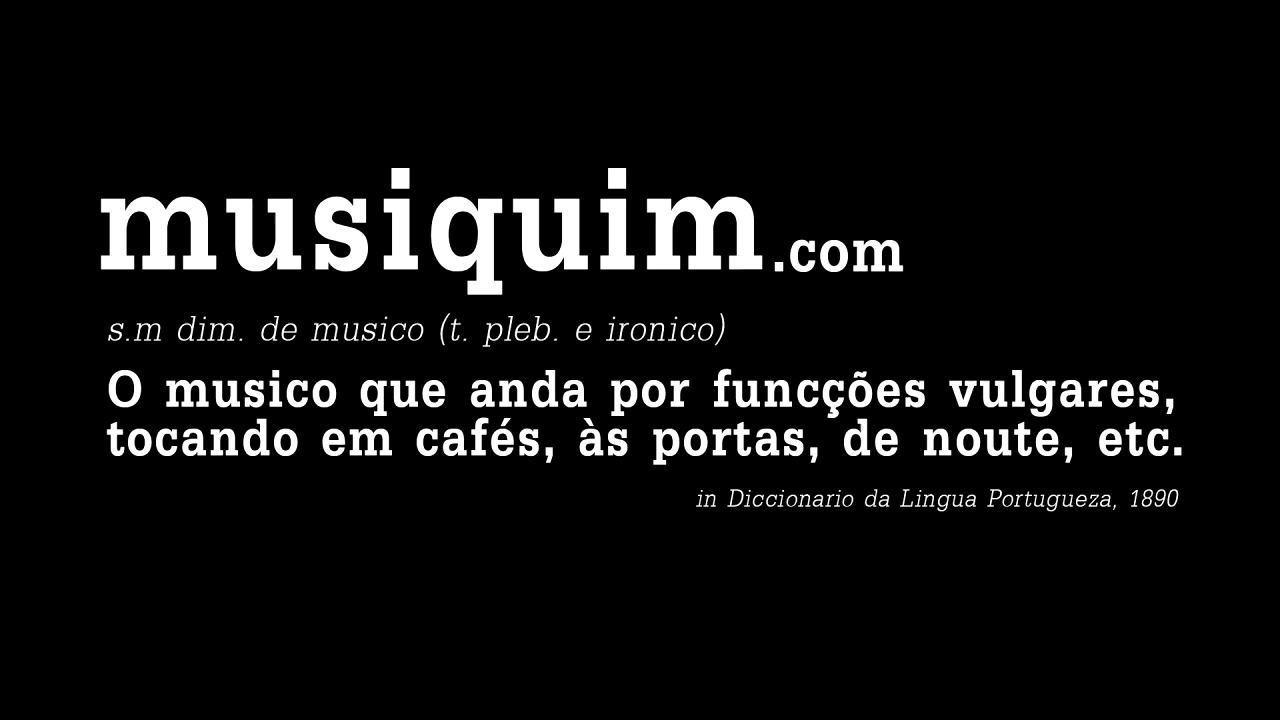 musiquim.com
s.m dim. de musico (t. pleb. e ironico)
O musico que anda por funcções vulgares,
tocando em cafés, às portas, de noute, etc.
in Diccionario da Lingua Portugueza, 1890